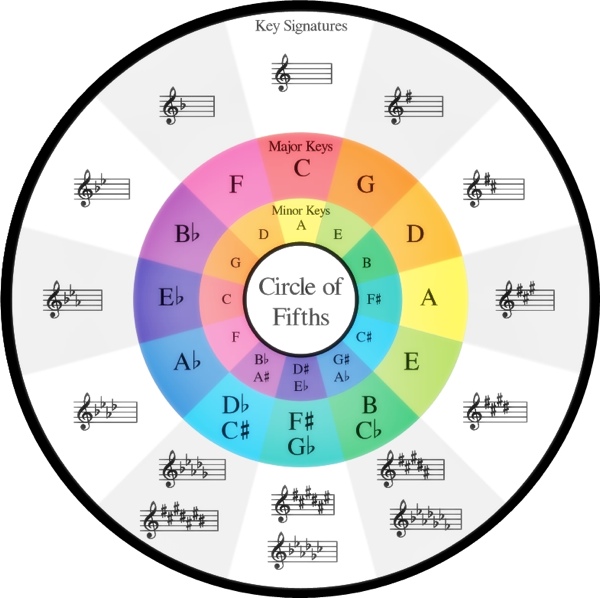 Key Signatures
Major Keys
C
G
D
A
E
B
C♭
F♯
G♭
D♭
C♯
A♭
E♭
B♭
F
Minor Keys
A
E
B
F♯
C♯
G♯
A♭
D♯
E♭
B♭
A♯
F
C
G
D
Circle of
Fifths